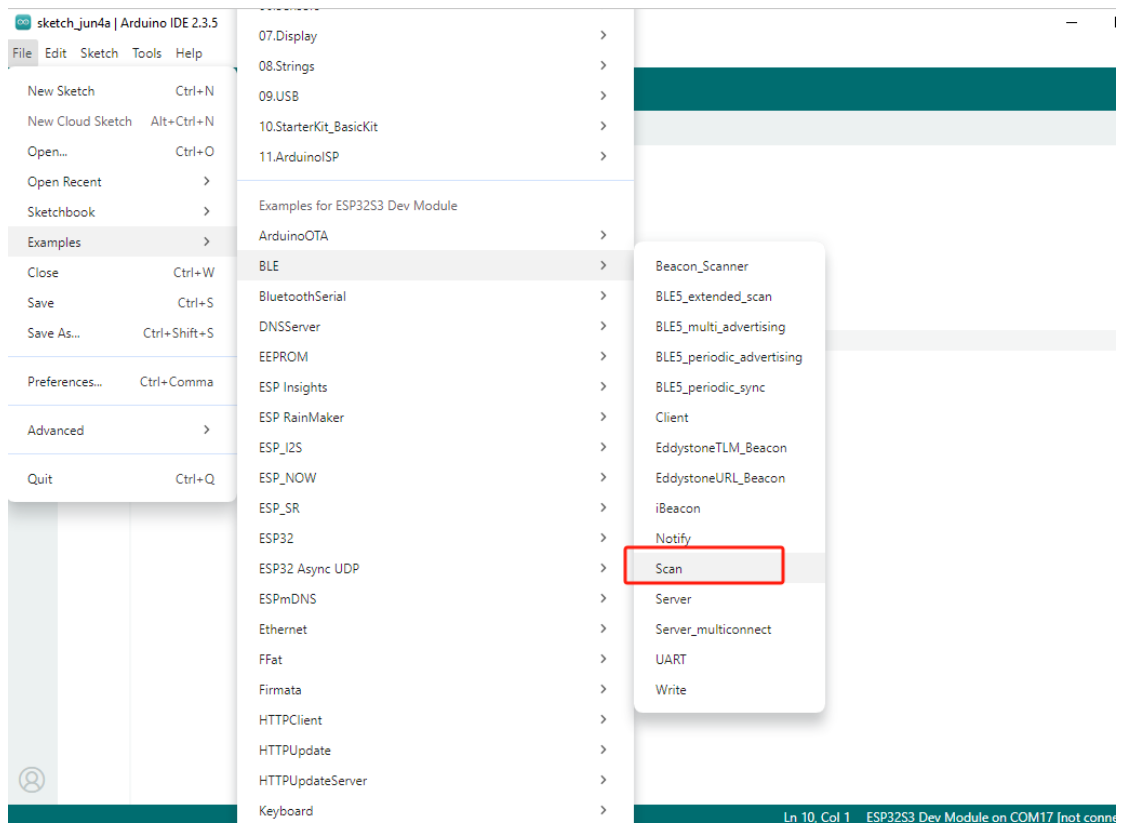 sketch_jun4a | Arduino IDE 2.3.5
File Edit Sketch Tools Help
New Sketch Ctrl+N
New Cloud Sketch Alt+Ctrl+N
Open... Ctrl+O
Open Recent
Sketchbook
Examples
Close Ctrl+W
Save Ctrl+S
Save As... Ctrl+Shift+S
Preferences... Ctrl+Comma
Advanced
Quit Ctrl+Q
07.Display
08.Strings
09.USB
10.StarterKit_BasicKit
11.ArduinoISP
Examples for ESP32S3 Dev Module
ArduinoOTA
BLE
BluetoothSerial
DNSServer
EEPROM
ESP Insights
ESP RainMaker
ESP_I2S
ESP_NOW
ESP_SR
ESP32
ESP32 Async UDP
ESPmDNS
Ethernet
FFat
Firmata
HTTPClient
HTTPUpdate
HTTPUpdateServer
Keyboard
Beacon_Scanner
BLE5_extended_scan
BLE5_multi_advertising
BLE5_periodic_advertising
BLE5_periodic_sync
Client
EddystoneTLM_Beacon
EddystoneURL_Beacon
iBeacon
Notify
Scan
Server
Server_multiconnect
UART
Write
Ln 10, Col 1 ESP32S3 Dev Module on COM17 [not conne